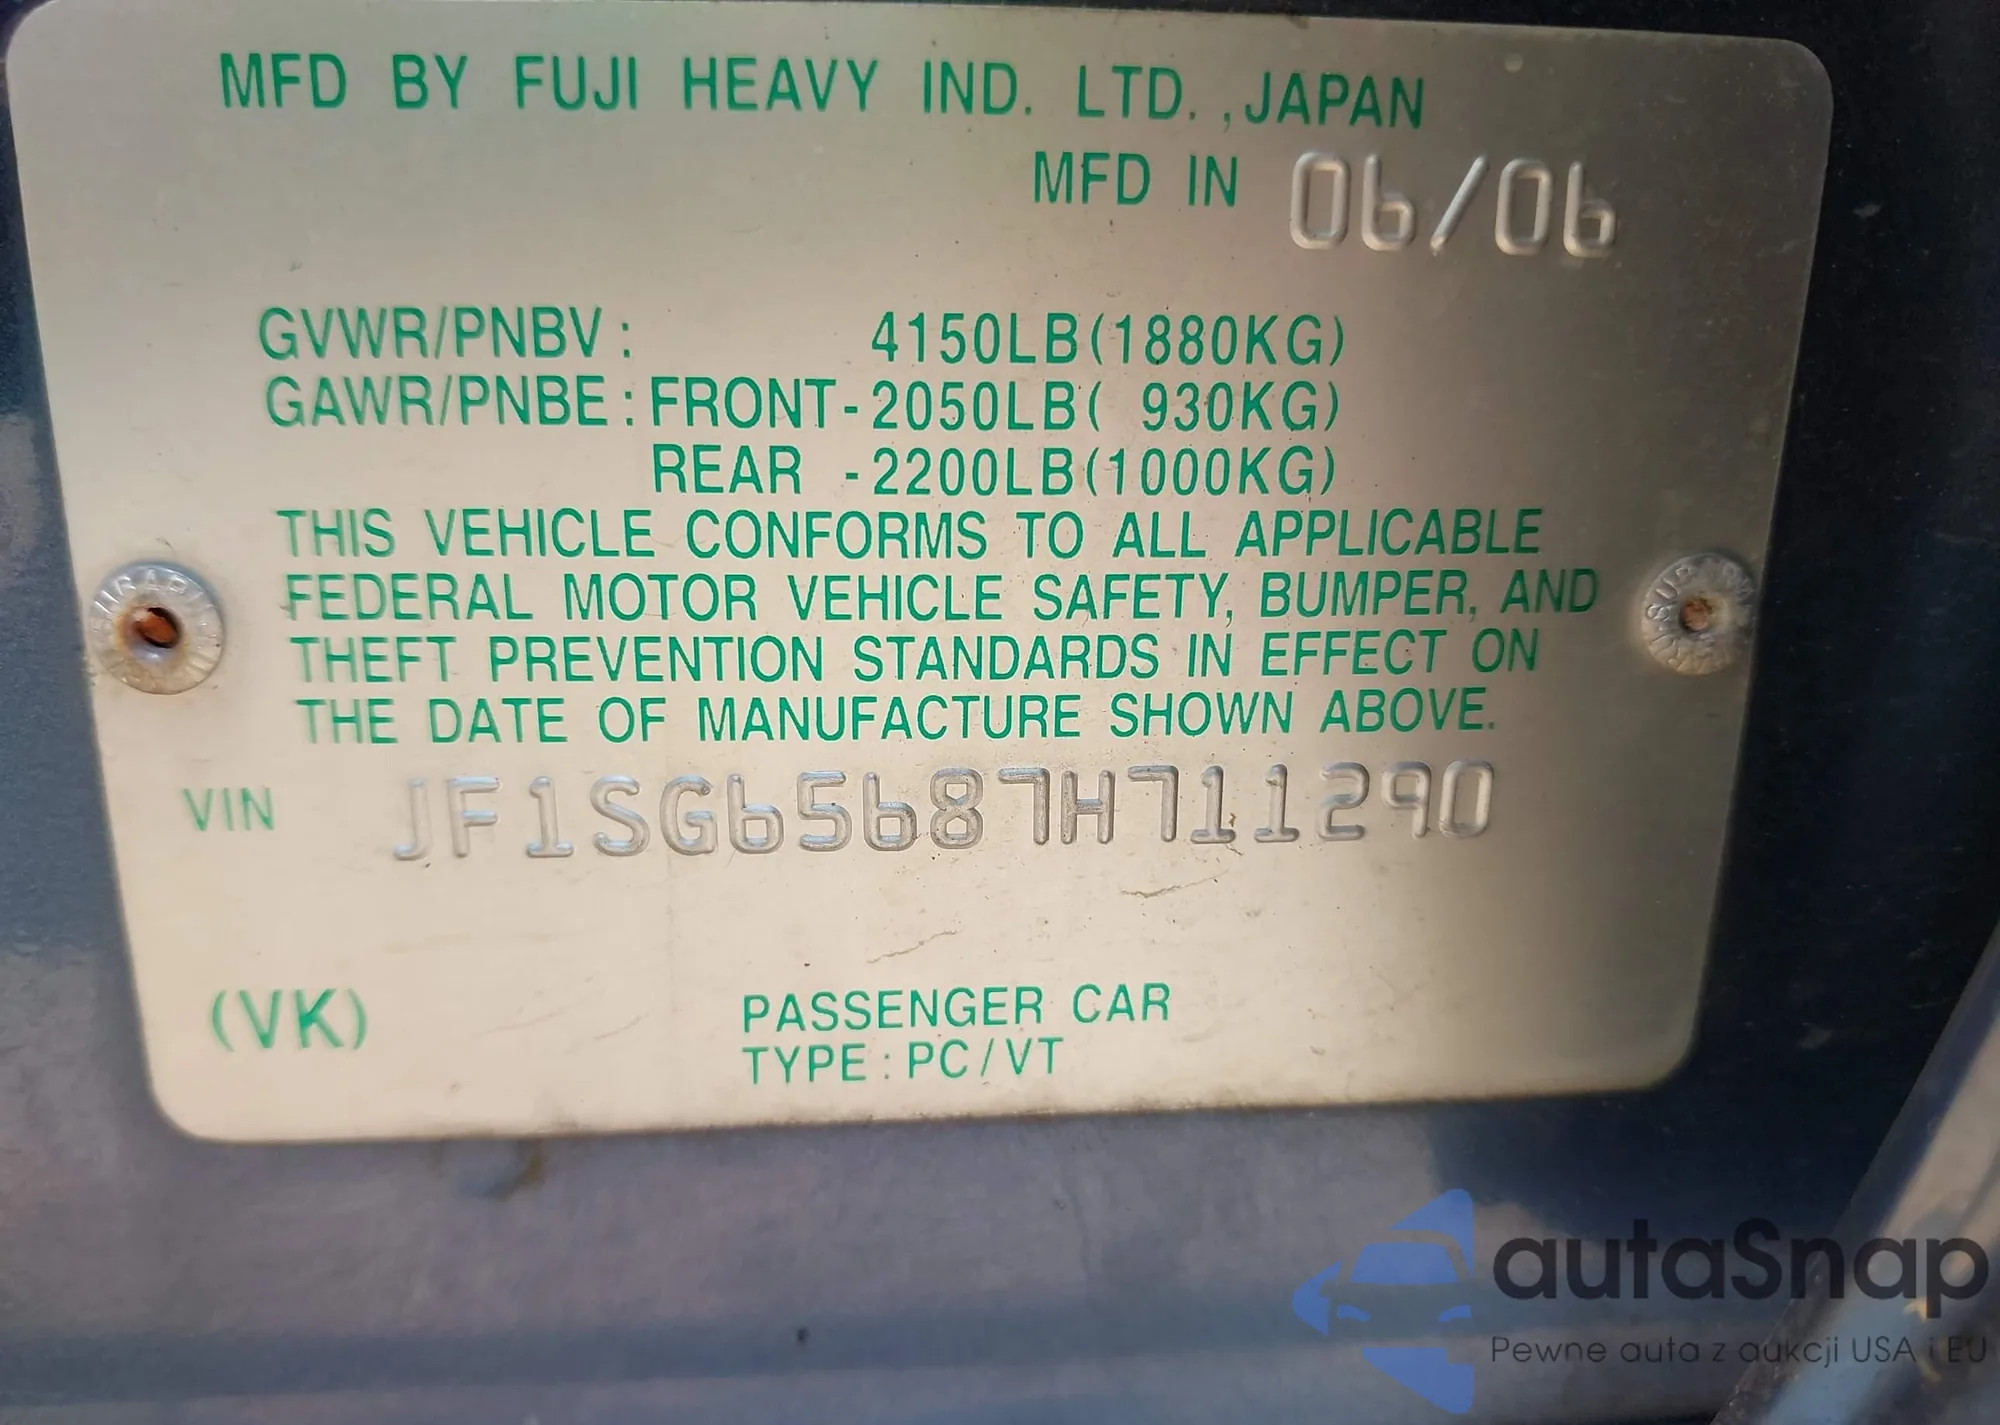 MFD BY FUJI HEAVY IND. LTD.,JAPAN
MFD IN 06/06
GVWR/PNBV: 4150LB(1880KG)
GAWR/PNBE:FRONT-2050LB( 930KG)
REAR -2200LB(1000KG)
THIS VEHICLE CONFORMS TO ALL APPLICABLE
FEDERAL MOTOR VEHICLE SAFETY, BUMPER, AND
THEFT PREVENTION STANDARDS IN EFFECT ON
THE DATE OF MANUFACTURE SHOWN ABOVE.
VIN JF1SG65687H711290
(VK) PASSENGER CAR
TYPE:PC/VT
autaSnap
Pewne auta z aukcji USA i EU